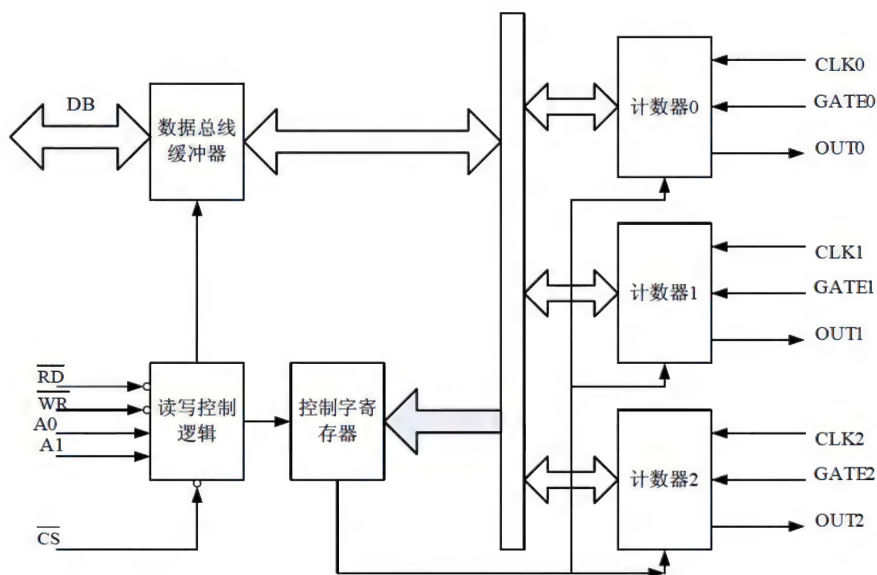 DB
数据总线
缓冲器
计数器0
CLK0
GATE0
OUT0
计数器1
CLK1
GATE1
OUT1
RD
WR
A0
A1
CS
读写控制
逻辑
控制字寄
存器
计数器2
CLK2
GATE2
OUT2